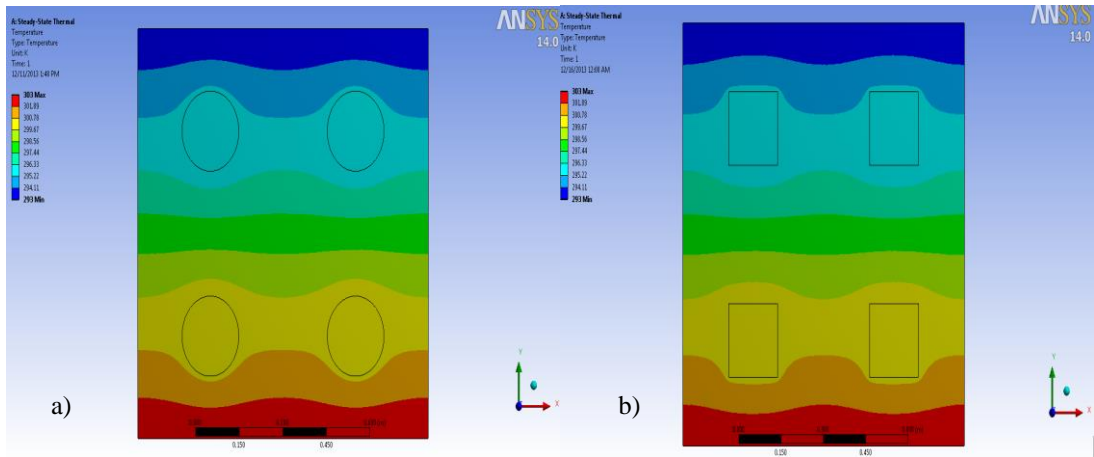 A: Steady-State Thermal
Temperature
Type: Temperature
Unit: K
Time: 1
12/11/2013 1:40 PM
303 Max
301.89
300.78
299.67
298.56
297.44
296.33
295.22
294.11
293 Min
ANSYS
14.0
Y
X
0.150
0.450
a)
A: Steady-State Thermal
Temperature
Type: Temperature
Unit: K
Time: 1
12/16/2013 12:08 AM
303 Max
301.89
300.78
299.67
298.56
297.44
296.33
295.22
294.11
293 Min
ANSYS
14.0
Y
X
0.150
0.450
b)